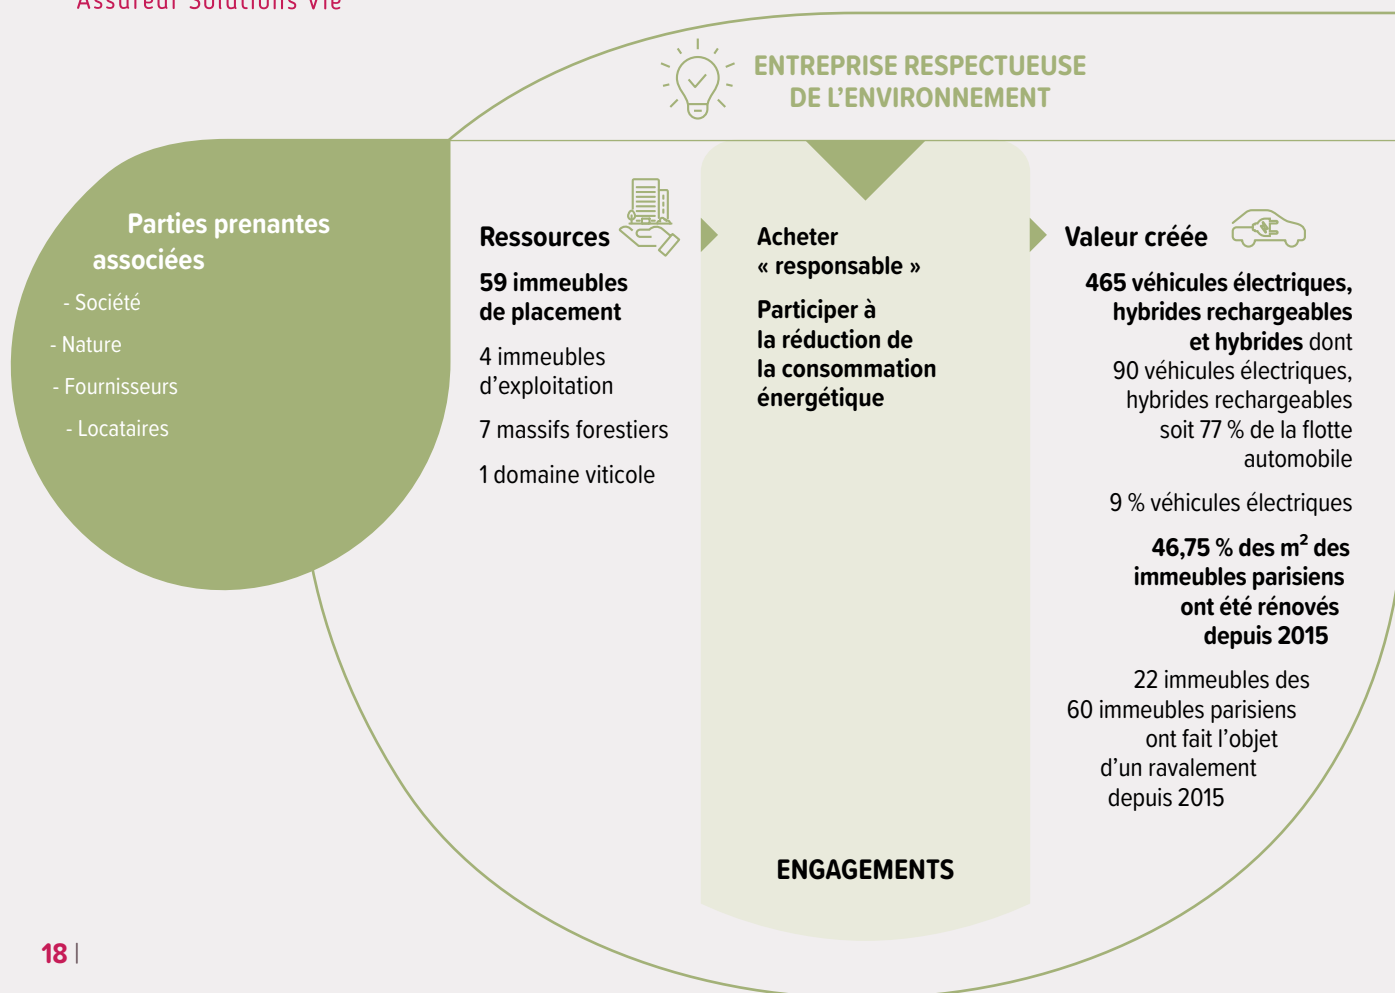 Assureur Solutions Vie
ENTREPRISE RESPECTUEUSE
DE L’ENVIRONNEMENT
Parties prenantes
associées
- Société
- Nature
- Fournisseurs
- Locataires
Ressources
59 immeubles
de placement
4 immeubles
d’exploitation
7 massifs forestiers
1 domaine viticole
Acheter
« responsable »
Participer à
la réduction de
la consommation
énergétique
ENGAGEMENTS
Valeur créée
465 véhicules électriques,
hybrides rechargeables
et hybrides dont
90 véhicules électriques,
hybrides rechargeables
soit 77 % de la flotte
automobile
9 % véhicules électriques
46,75 % des m² des
immeubles parisiens
ont été rénovés
depuis 2015
22 immeubles des
60 immeubles parisiens
ont fait l’objet
d’un ravalement
depuis 2015
18 |